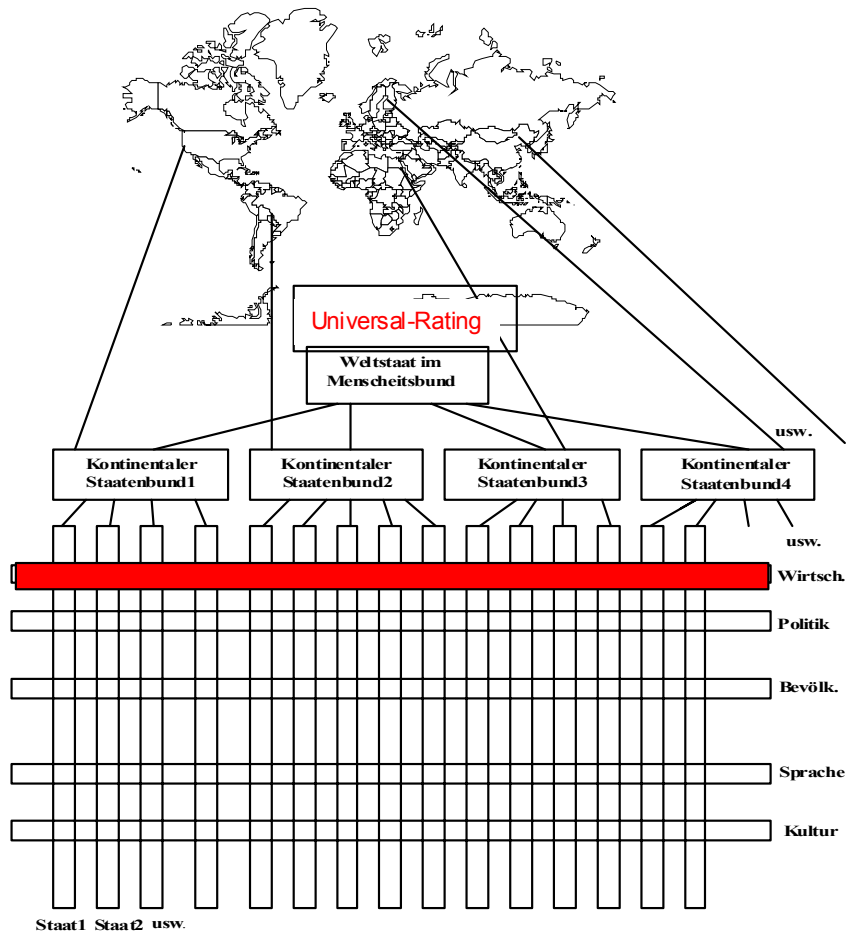 Universal-Rating
Weltstaat im
Menscheitsbund
usw.
Kontinentaler
Staatenbund1
Kontinentaler
Staatenbund2
Kontinentaler
Staatenbund3
Kontinentaler
Staatenbund4
usw.
Wirtsch.
Politik
Bevölk.
Sprache
Kultur
Staat1 Staat2 usw.